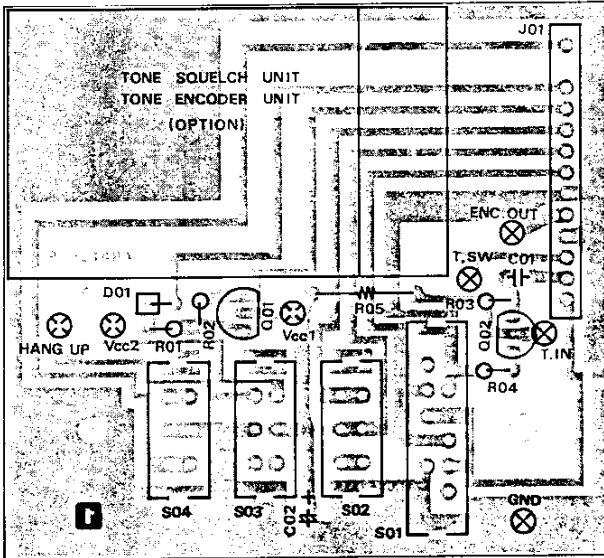 J01
TONE SQUELCH UNIT
TONE ENCODER UNIT
(OPTION)
ENC.OUT
T.SW C01
D01
R02
Q01
R05
R03
Q02
HANG UP
Vcc2
R01
Vcc1
T.IN
R04
S04
S03
C02
S02
S01
GND
1